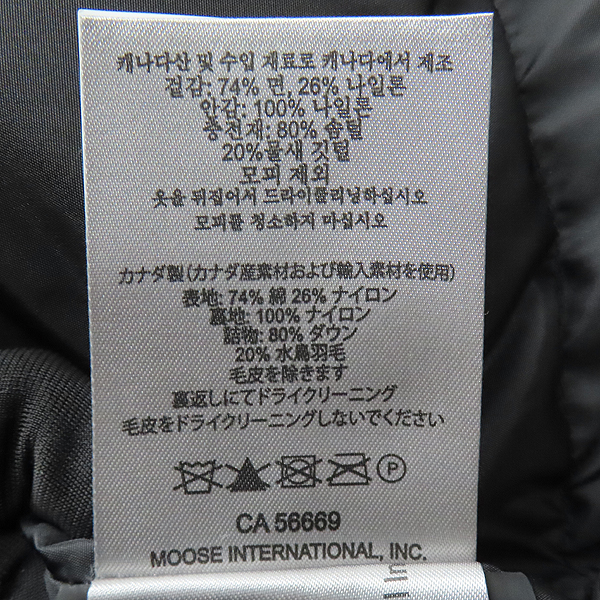 캐나다산 및 수입 재료로 캐나다에서 제조
겉감: 74% 면, 26% 나일론
안감: 100% 나일론
충전재: 80% 솜털
20%물새 깃털
모피 제외
옷을 뒤집어서 드라이클리닝하십시오
모피를 청소하지 마십시오
カナダ製（カナダ産素材および輸入素材を使用）
表地: 74% 綿 26% ナイロン
裏地: 100% ナイロン
詰物: 80% ダウン
20% 水鳥羽毛
毛皮を除きます
裏返しにてドライクリーニング
毛皮をドライクリーニングしないでください
P
CA 56669
MOOSE INTERNATIONAL, INC.